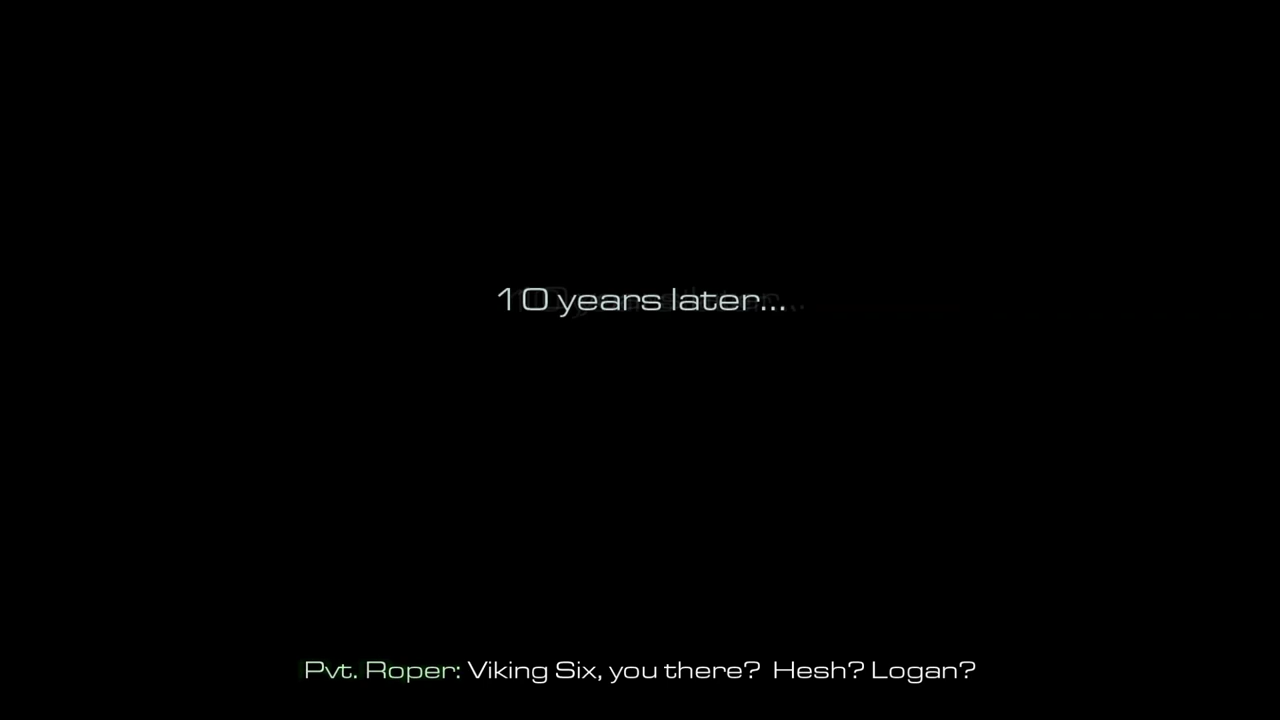 10 years later...
Pvt. Roper: Viking Six, you there? Hesh? Logan?